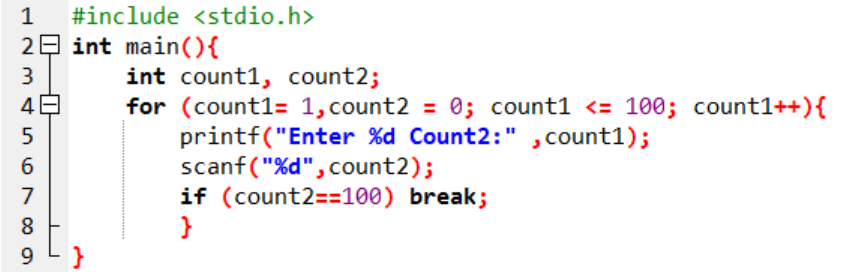 1 #include <stdio.h>
2 int main(){
3 int count1, count2;
4 for (count1= 1,count2 = 0; count1 <= 100; count1++){
5 printf("Enter %d Count2:" ,count1);
6 scanf("%d",count2);
7 if (count2==100) break;
8 }
9 }